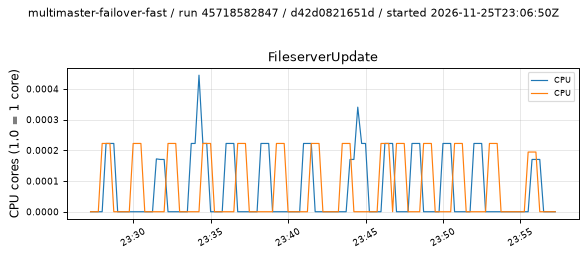 multimaster-failover-fast / run 45718582847 / d42d0821651d / started 2026-11-25T23:06:50Z
FileserverUpdate
CPU cores (1.0 = 1 core)
0.0004
0.0003
0.0002
0.0001
0.0000
CPU
CPU
23:30
23:35
23:40
23:45
23:50
23:55